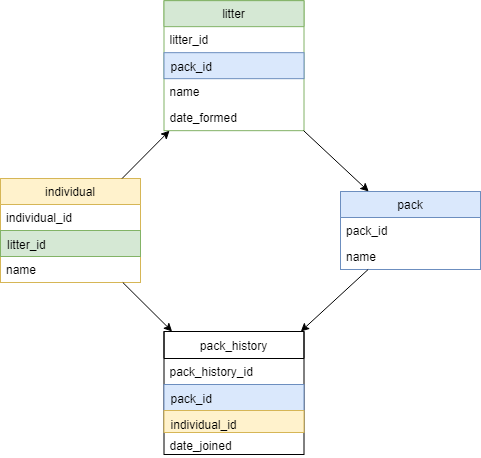 litter
litter_id
pack_id
name
date_formed
individual
individual_id
litter_id
name
pack
pack_id
name
pack_history
pack_history_id
pack_id
individual_id
date_joined